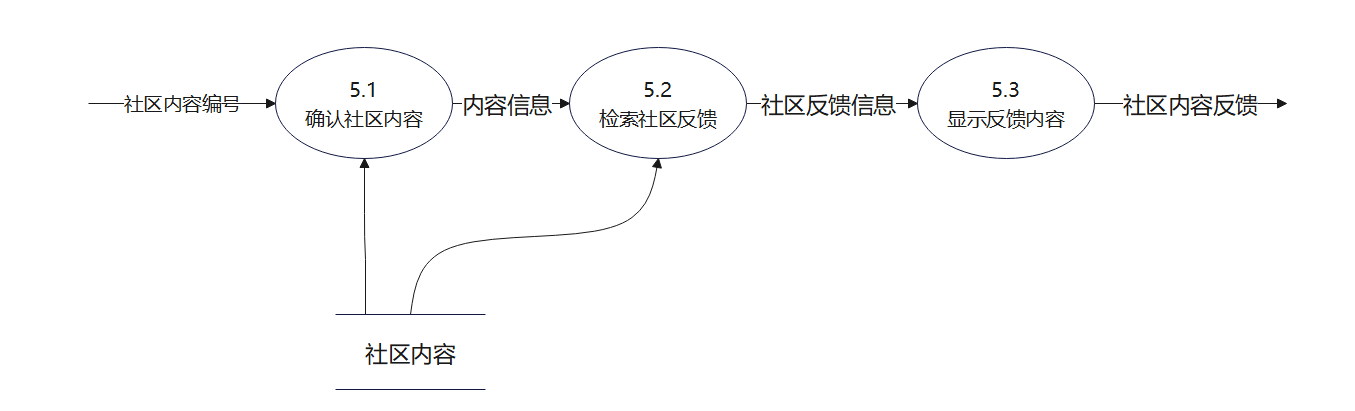 社区内容编号
5.1
确认社区内容
内容信息
5.2
检索社区反馈
社区反馈信息
5.3
显示反馈内容
社区内容反馈
社区内容